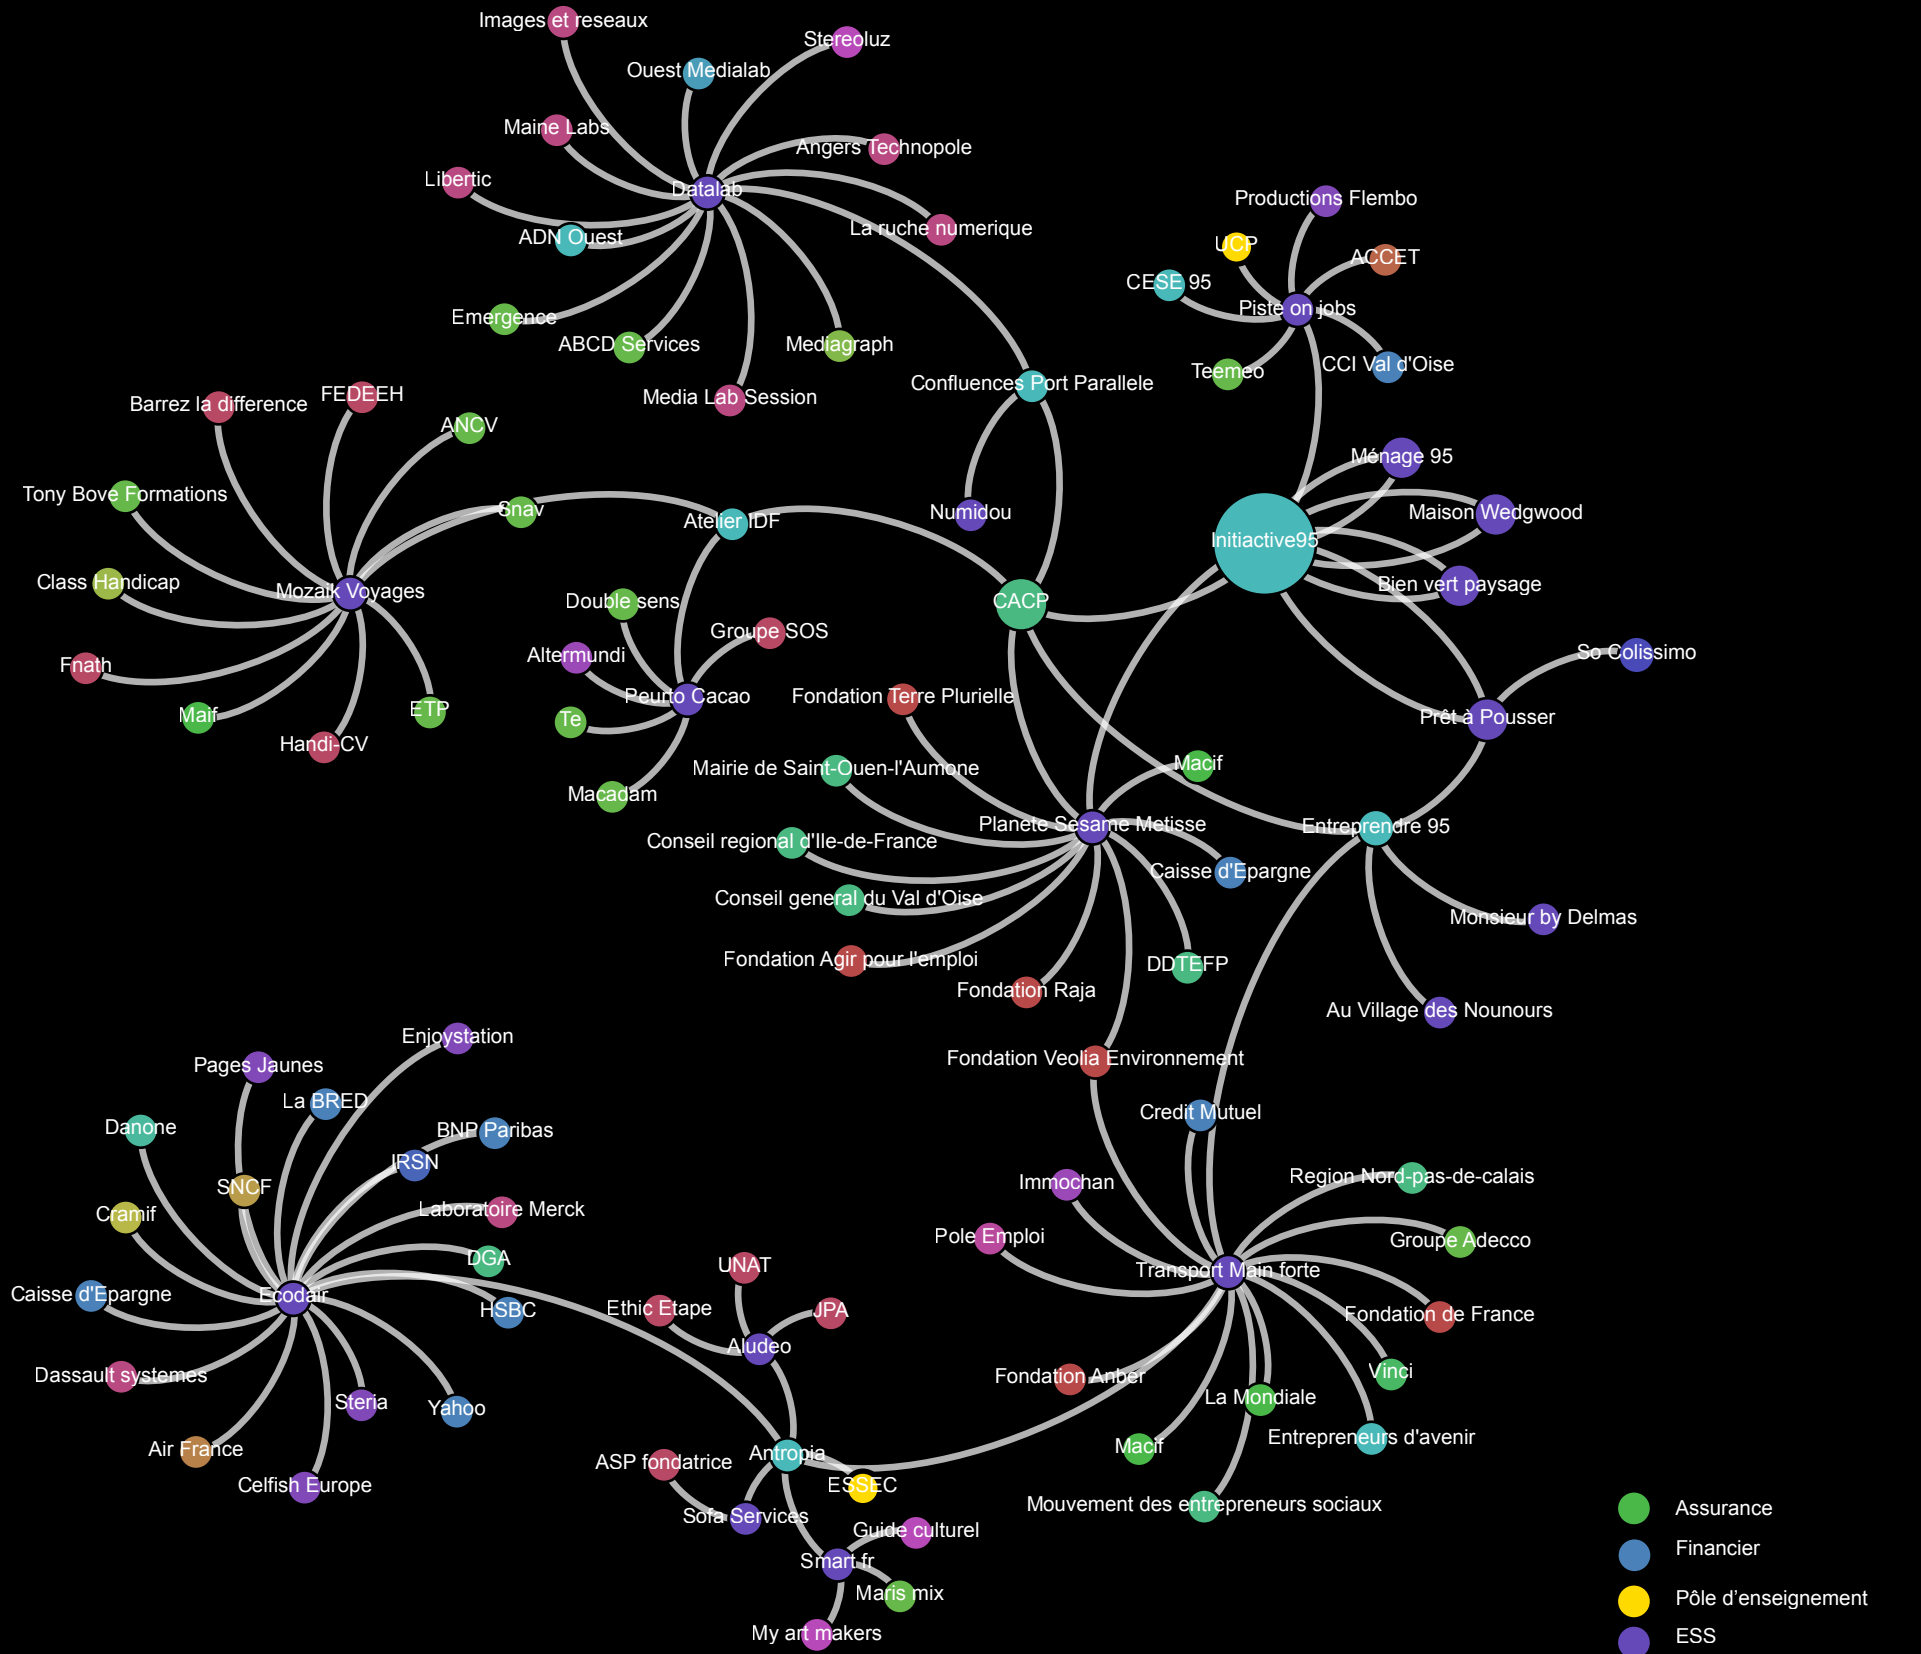 Images et reseaux
Stereoluz
Ouest Medialab
Maine Labs
Angers Technopole
Libertic
Datalab
ADN Ouest
La ruche numerique
Emergence
ABCD Services
Mediagraph
Media Lab Session
Confluences Port Parallele
Numidou
Productions Flembo
UCP
ACCET
CESE 95
Piste on jobs
Teemeo
CCI Val d'Oise
Ménage 95
Maison Wedgwood
Initiactive95
Bien vert paysage
So Colissimo
Prêt à Pousser
Barrez la difference
FEDEEH
ANCV
Tony Bove Formations
Snav
Atelier IDF
Class Handicap
Mozaik Voyages
Fnath
Maif
Handi-CV
ETP
Double sens
Groupe SOS
Altermundi
Peurto Cacao
Te
Macadam
CACP
Fondation Terre Plurielle
Mairie de Saint-Ouen-l'Aumone
Macif
Planete Sesame Metisse
Conseil regional d'Ile-de-France
Caisse d'Epargne
Conseil general du Val d'Oise
Fondation Agir pour l'emploi
DDTEFP
Fondation Raja
Entreprendre 95
Monsieur by Delmas
Au Village des Nounours
Fondation Veolia Environnement
Credit Mutuel
Enjoystation
Pages Jaunes
La BRED
Danone
BNP Paribas
IRSN
SNCF
Cramif
Laboratoire Merck
DGA
Caisse d'Epargne
Ecodair
HSBC
Dassault systemes
Steria
Yahoo
Air France
Celfish Europe
UNAT
Ethic Etape
JPA
Aludeo
ASP fondatrice
Antropia
ESSEC
Sofa Services
Guide culturel
Smart.fr
Maris mix
My art makers
Immochan
Region Nord-pas-de-calais
Pole Emploi
Groupe Adecco
Transport Main forte
Fondation de France
Fondation Anber
Vinci
La Mondiale
Macif
Entrepreneurs d'avenir
Mouvement des entrepreneurs sociaux
Assurance
Financier
Pôle d’enseignement
ESS